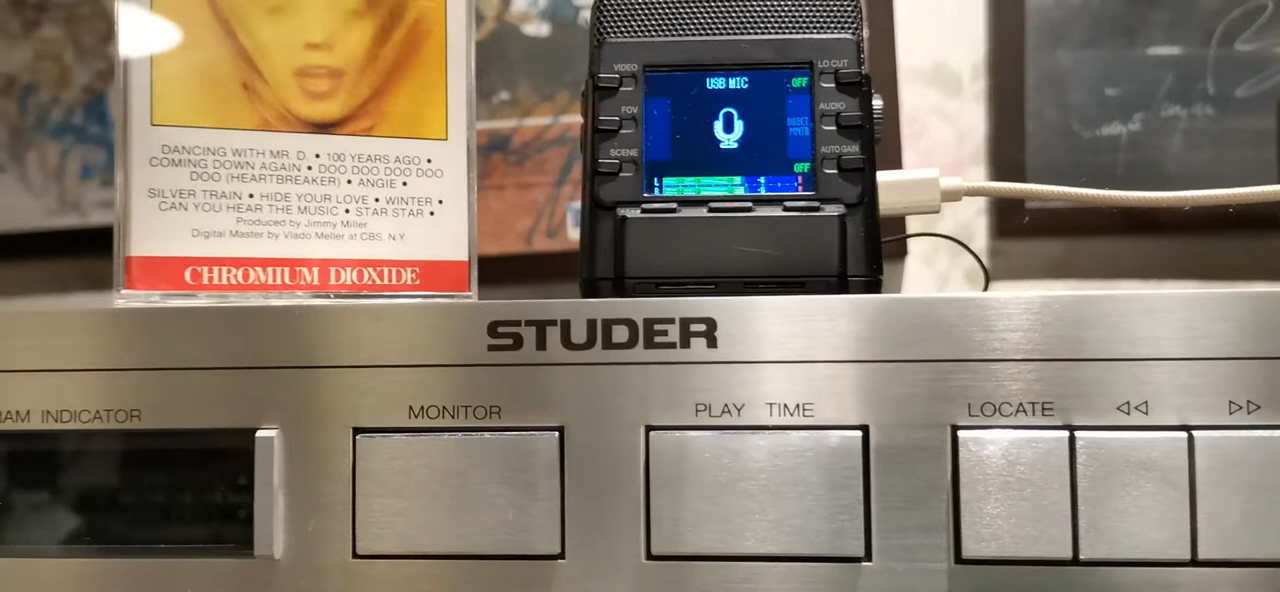 DANCING WITH MR. D. • 100 YEARS AGO •
COMING DOWN AGAIN • DOO DOO DOO DOO
DOO (HEARTBREAKER) • ANGIE •
SILVER TRAIN • HIDE YOUR LOVE • WINTER •
CAN YOU HEAR THE MUSIC • STAR STAR •
Produced by Jimmy Miller
Digital Master by Vlado Meller at CBS, N.Y.
CHROMIUM DIOXIDE
VIDEO
FOV
SCENE
USB MIC
OFF
DIRECT
MNTR
OFF
L
R
LO CUT
AUDIO
AUTO GAIN
STUDER
RAM INDICATOR
MONITOR
PLAY TIME
LOCATE